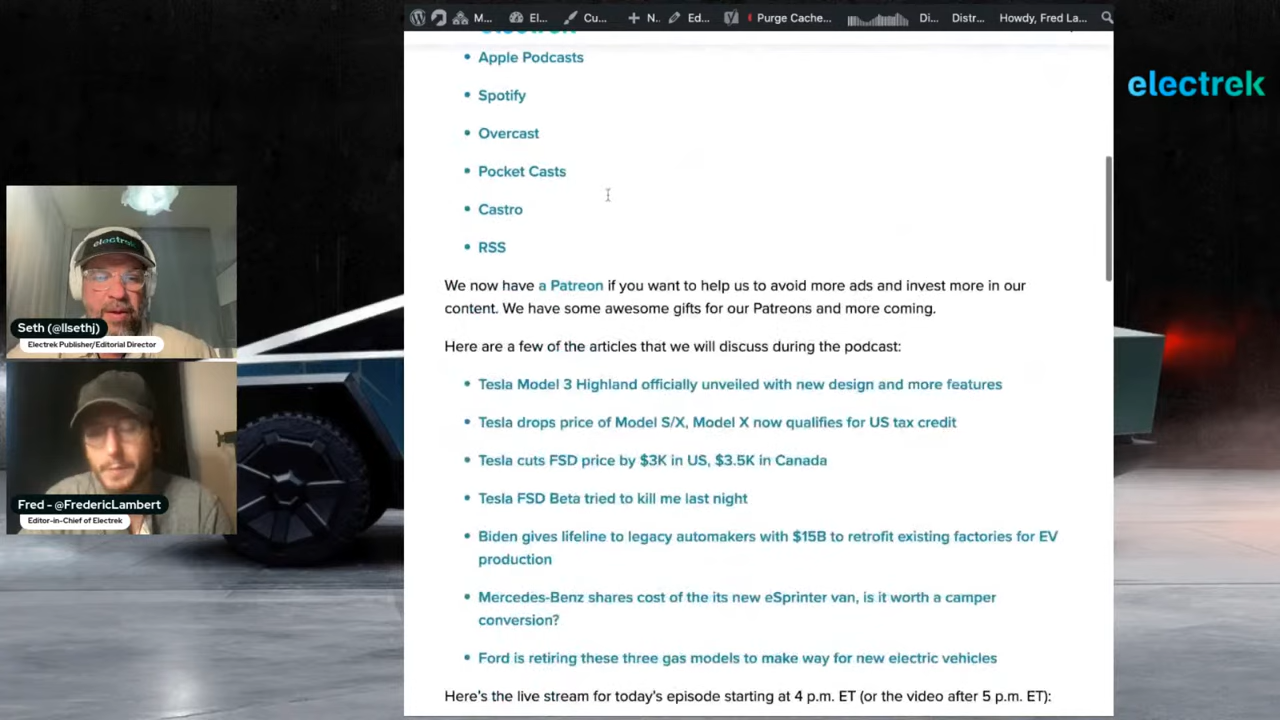 M...
El...
Cu...
N.
Ed...
Purge Cache...
Di...
Distr...
Howdy, Fred La...
electrek
Apple Podcasts
Spotify
Overcast
Pocket Casts
Castro
RSS
We now have a Patreon if you want to help us to avoid more ads and invest more in our
content. We have some awesome gifts for our Patreons and more coming.
Here are a few of the articles that we will discuss during the podcast:
Tesla Model 3 Highland officially unveiled with new design and more features
Tesla drops price of Model S/X, Model X now qualifies for US tax credit
Tesla cuts FSD price by $3K in US, $3.5K in Canada
Tesla FSD Beta tried to kill me last night
Biden gives lifeline to legacy automakers with $15B to retrofit existing factories for EV
production
Mercedes-Benz shares cost of the its new eSprinter van, is it worth a camper
conversion?
Ford is retiring these three gas models to make way for new electric vehicles
Here's the live stream for today's episode starting at 4 p.m. ET (or the video after 5 p.m. ET):
electrek
electrek
Seth (@llsethj)
Electrek Publisher/Editorial Director
Fred - @FredericLambert
Editor-in-Chief of Electrek